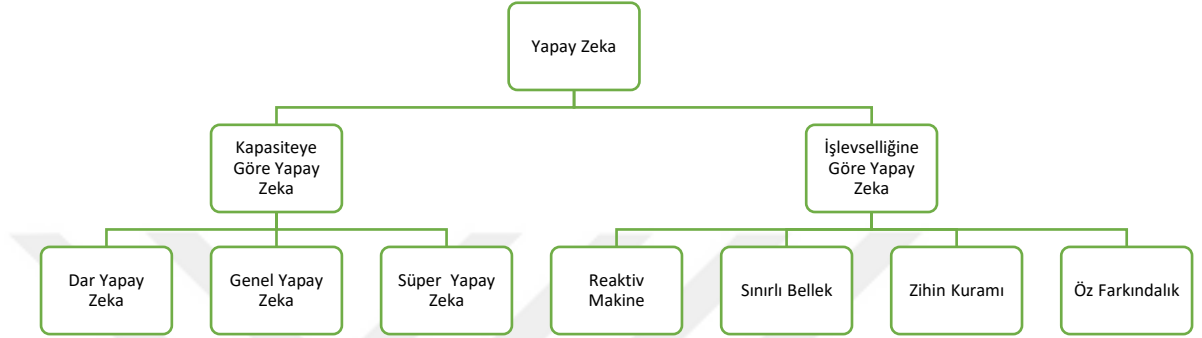 Yapay Zeka
Kapasiteye
Göre Yapay
Zeka
İşlevselliğine
Göre Yapay
Zeka
Dar Yapay
Zeka
Genel Yapay
Zeka
Süper  Yapay
Zeka
Reaktiv
Makine
Sınırlı Bellek
Zihin Kuramı
Öz Farkındalık